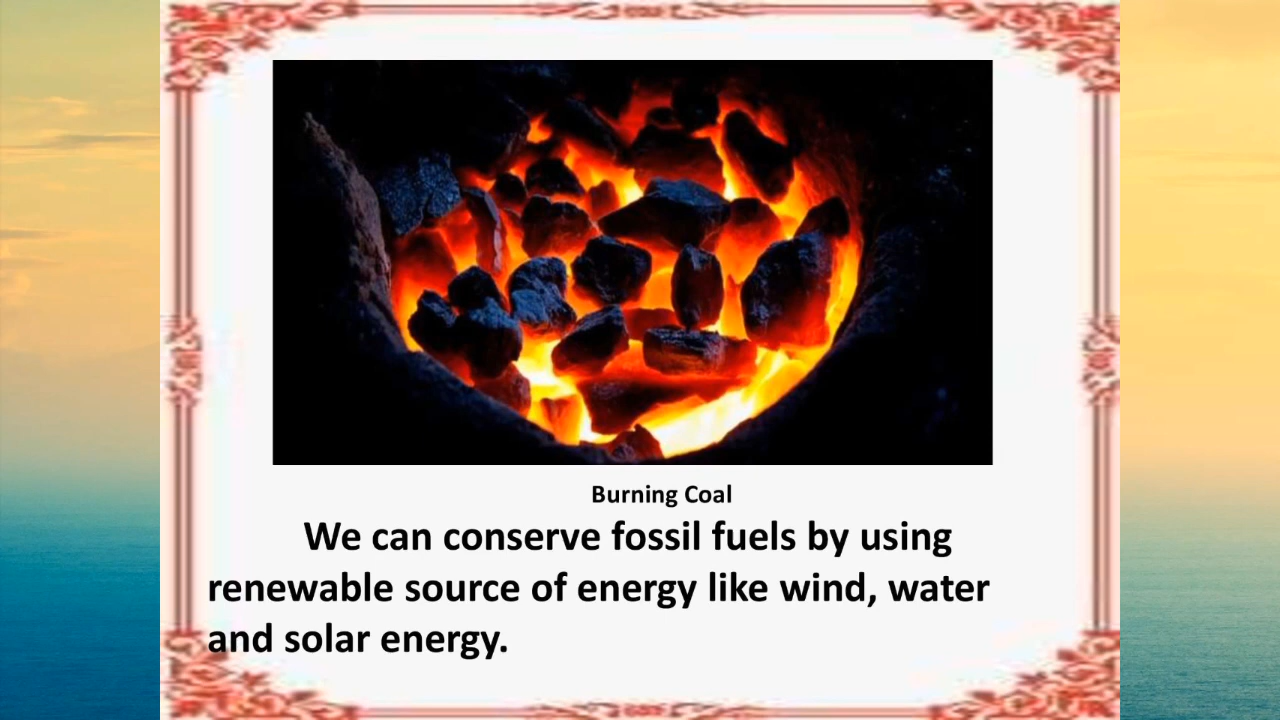 Burning Coal
We can conserve fossil fuels by using
renewable source of energy like wind, water
and solar energy.